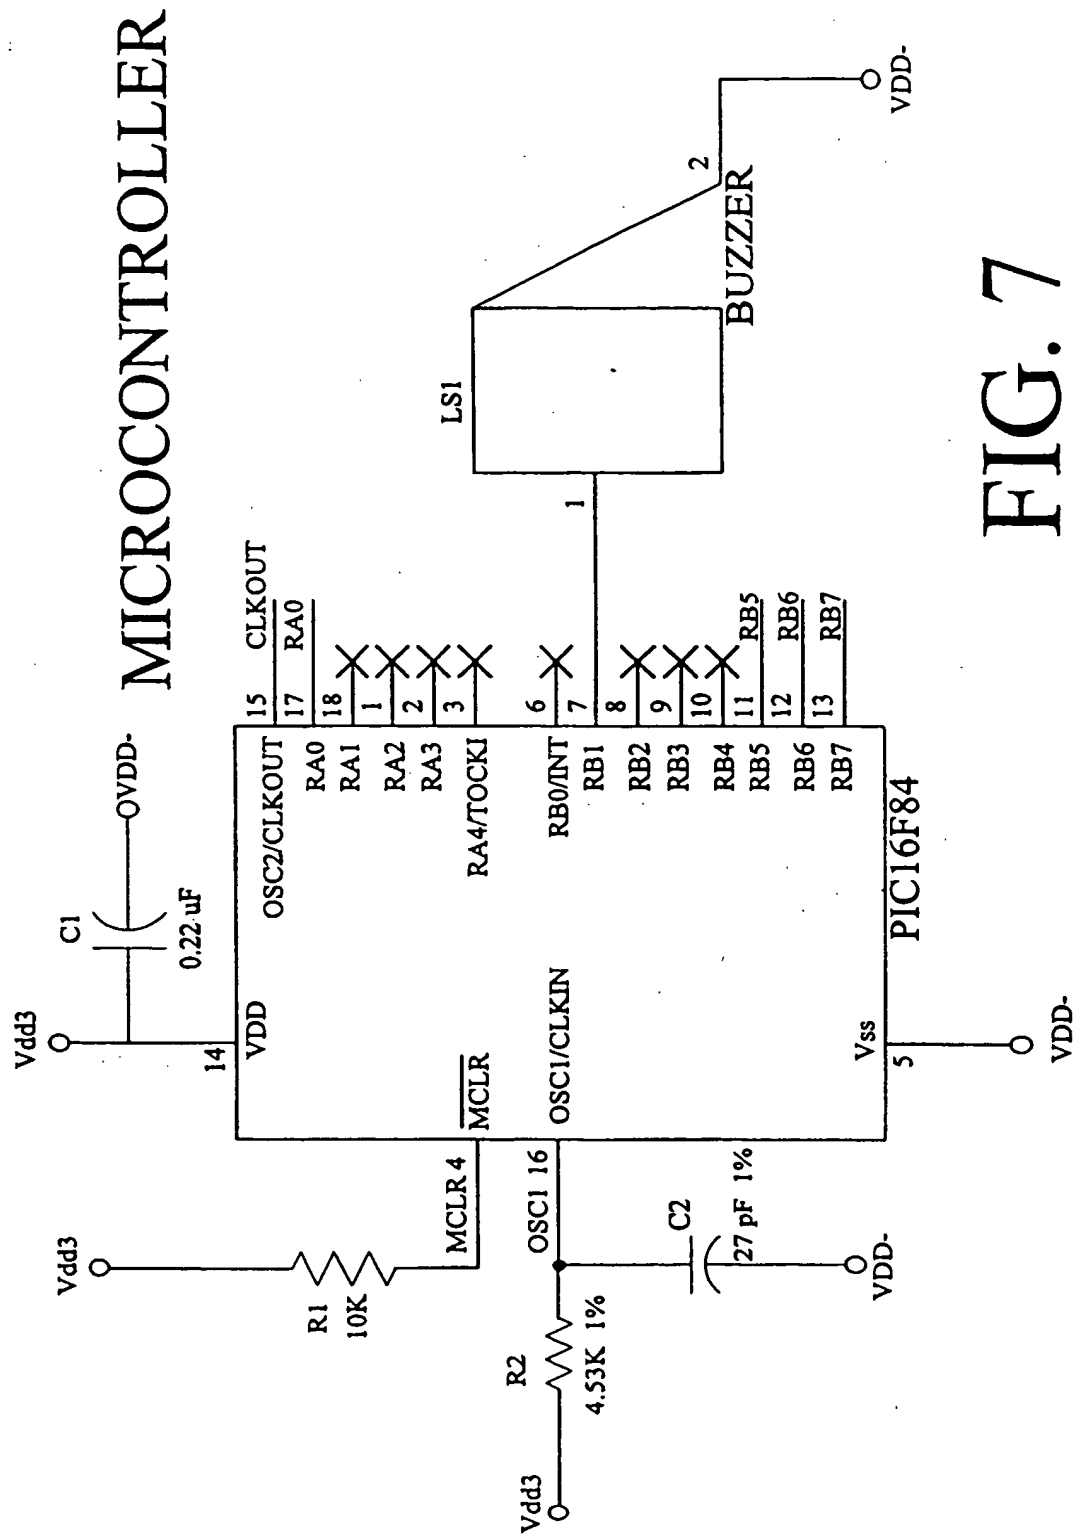 MICROCONTROLLER
Vdd3
C1
0.22 uF
VDD-
14
VDD
Vdd3
R1
10K
MCLR 4
MCLR
Vdd3
R2
4.53K 1%
OSC1 16
OSC1/CLKIN
C2
27 pF 1%
VDD-
Vss
5
VDD-
PIC16F84
OSC2/CLKOUT 15 CLKOUT
RA0 17 RA0
RA1 18
RA2 1
RA3 2
RA4/TOCKI 3
RB0/INT 6
RB1 7
RB2 8
RB3 9
RB4 10
RB5 11 RB5
RB6 12 RB6
RB7 13 RB7
1
LS1
BUZZER
2
VDD-
FIG. 7